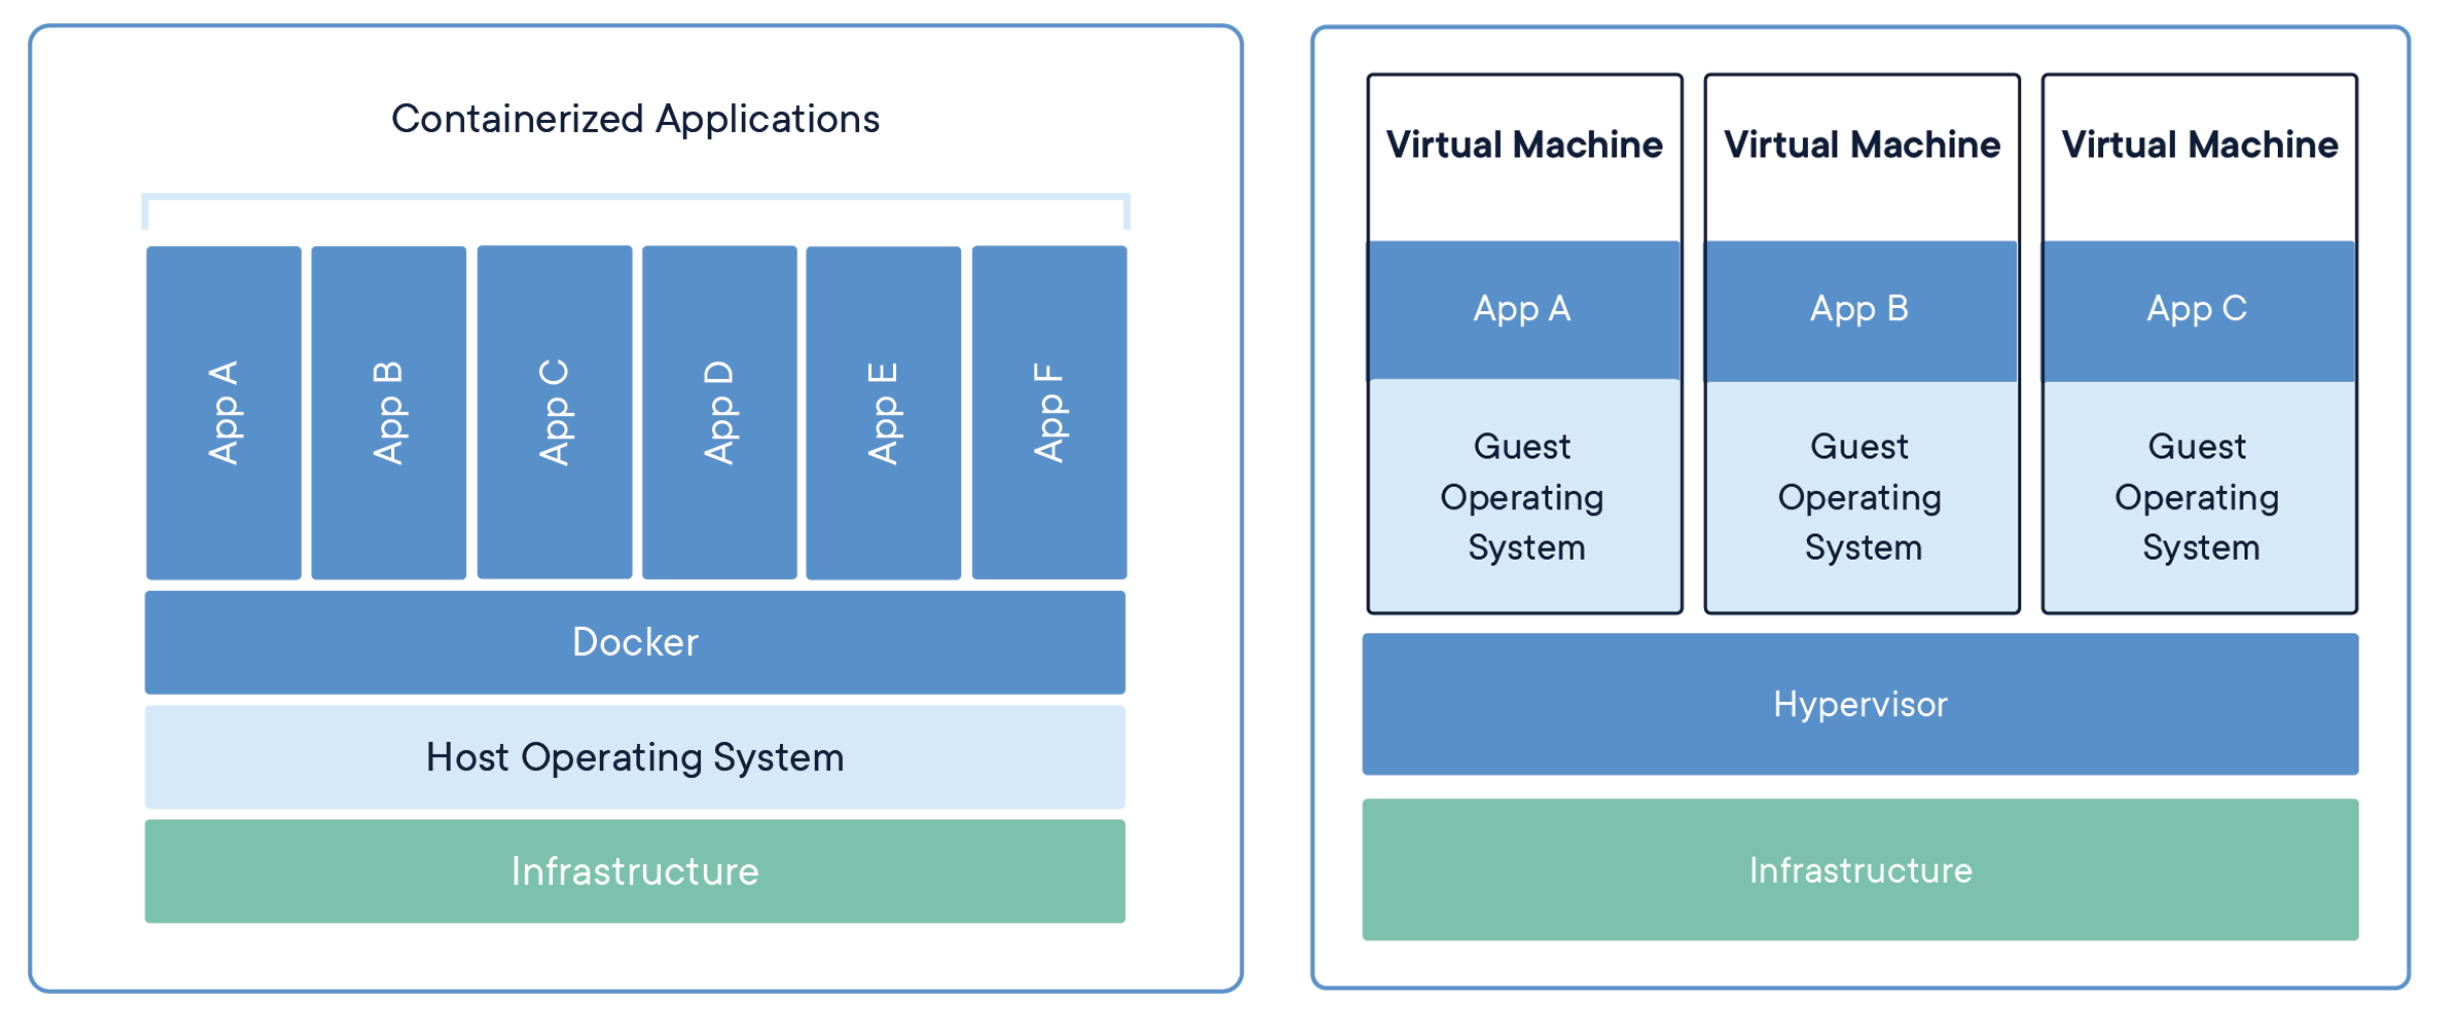 Containerized Applications
App A
App B
App C
App D
App E
App F
Docker
Host Operating System
Infrastructure
Virtual Machine
App A
Guest
Operating
System
Virtual Machine
App B
Guest
Operating
System
Virtual Machine
App C
Guest
Operating
System
Hypervisor
Infrastructure